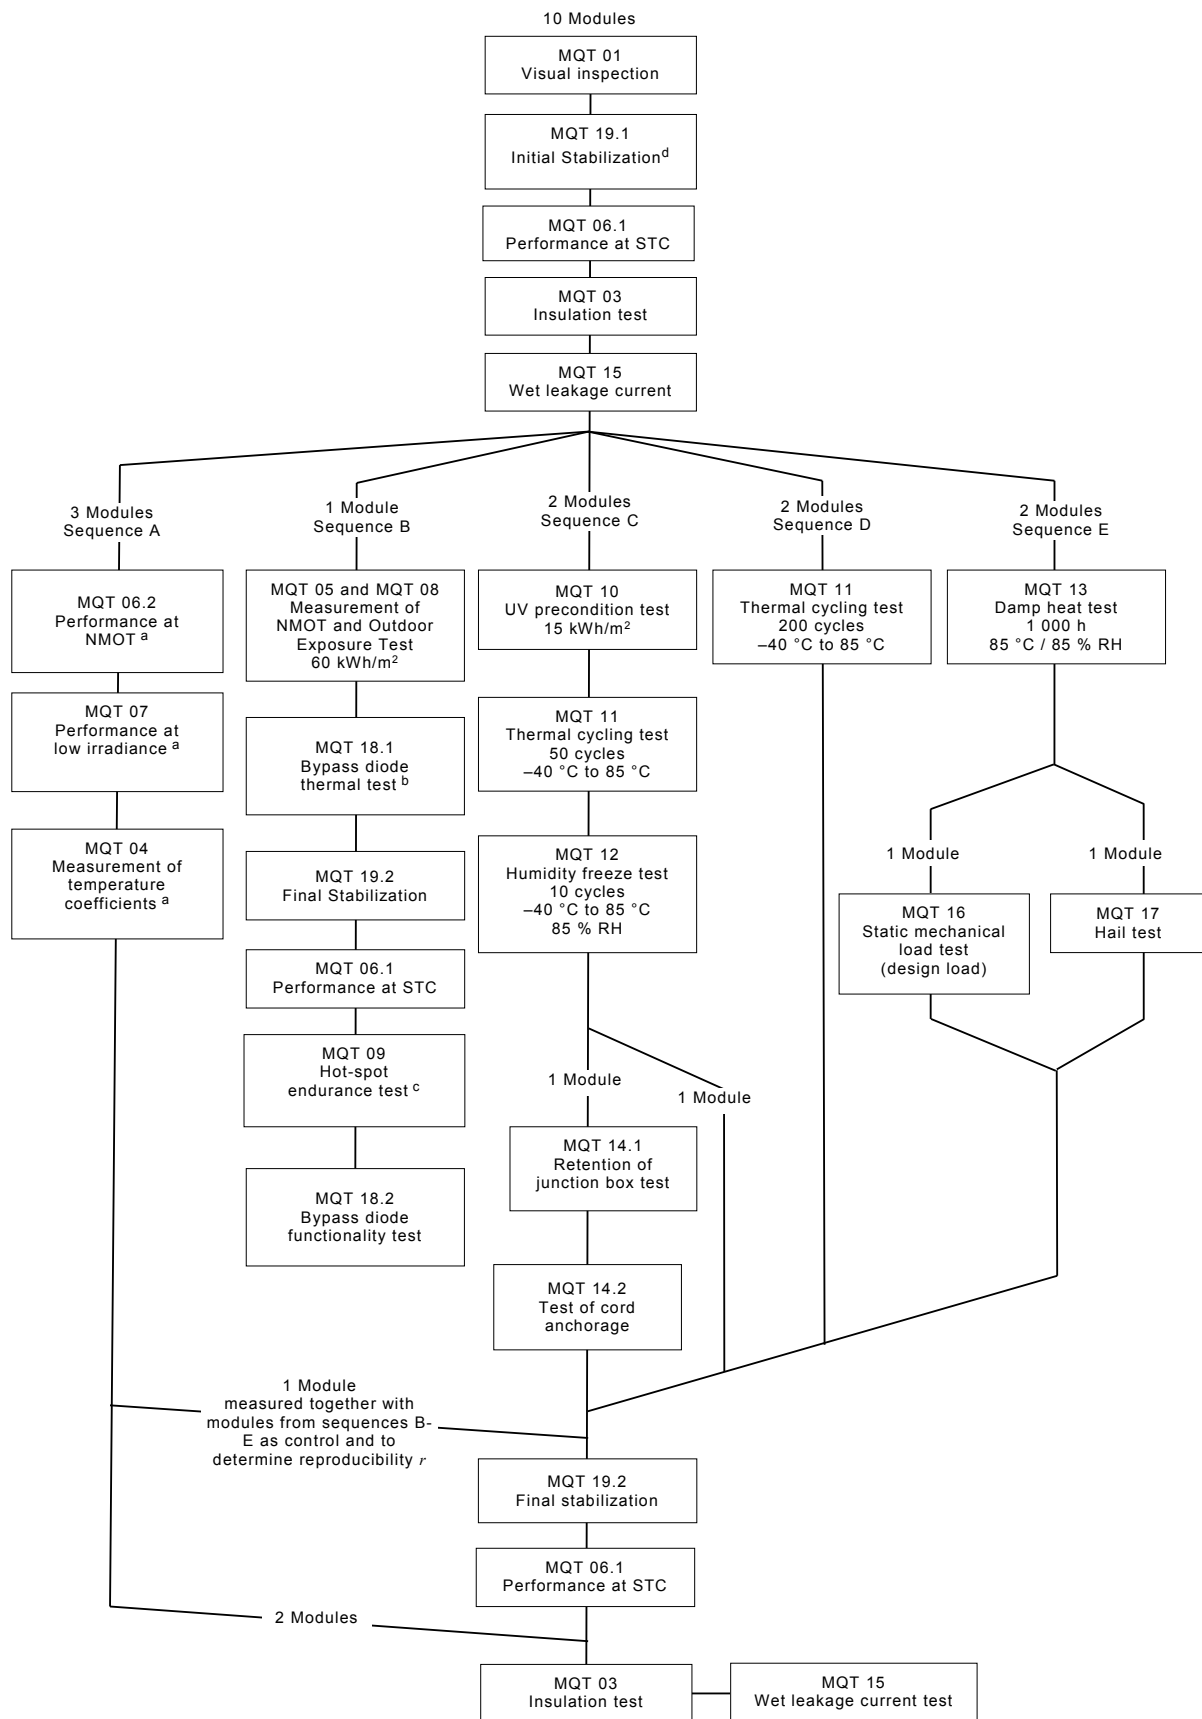 10 Modules
MQT 01
Visual inspection
MQT 19.1
Initial Stabilizationᵈ
MQT 06.1
Performance at STC
MQT 03
Insulation test
MQT 15
Wet leakage current
3 Modules
Sequence A
MQT 06.2
Performance at
NMOT ᵃ
MQT 07
Performance at
low irradiance ᵃ
MQT 04
Measurement of
temperature
coefficients ᵃ
1 Module
Sequence B
MQT 05 and MQT 08
Measurement of
NMOT and Outdoor
Exposure Test
60 kWh/m²
MQT 18.1
Bypass diode
thermal test ᵇ
MQT 19.2
Final Stabilization
MQT 06.1
Performance at STC
MQT 09
Hot-spot
endurance test ᶜ
MQT 18.2
Bypass diode
functionality test
2 Modules
Sequence C
MQT 10
UV precondition test
15 kWh/m²
MQT 11
Thermal cycling test
50 cycles
–40 °C to 85 °C
MQT 12
Humidity freeze test
10 cycles
–40 °C to 85 °C
85 % RH
1 Module
1 Module
MQT 14.1
Retention of
junction box test
MQT 14.2
Test of cord
anchorage
2 Modules
Sequence D
MQT 11
Thermal cycling test
200 cycles
–40 °C to 85 °C
2 Modules
Sequence E
MQT 13
Damp heat test
1 000 h
85 °C / 85 % RH
1 Module
1 Module
MQT 16
Static mechanical
load test
(design load)
MQT 17
Hail test
1 Module
measured together with
modules from sequences B-
E as control and to
determine reproducibility r
MQT 19.2
Final stabilization
MQT 06.1
Performance at STC
2 Modules
MQT 03
Insulation test
MQT 15
Wet leakage current test